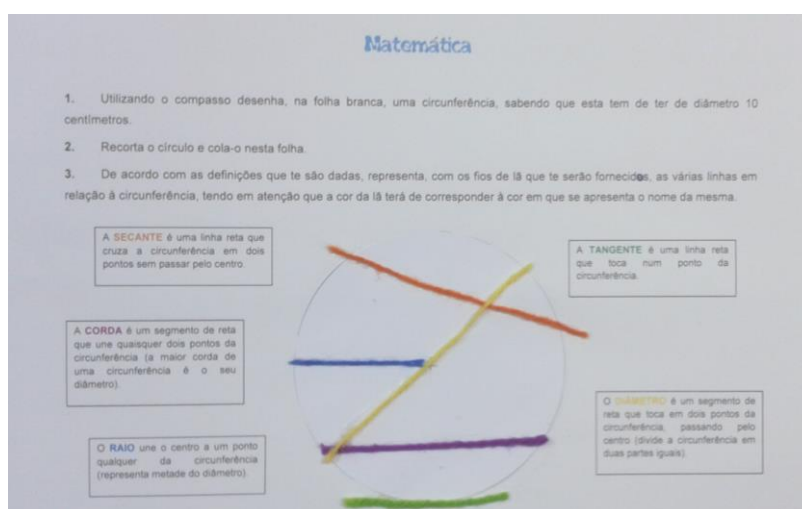 Matemática
1. Utilizando o compasso desenha, na folha branca, uma circunferência, sabendo que esta tem de ter de diâmetro 10
centímetros.
2. Recorta o círculo e cola-o nesta folha.
3. De acordo com as definições que te são dadas, representa, com os fios de lã que te serão fornecidos, as várias linhas em
relação à circunferência, tendo em atenção que a cor da lã terá de corresponder à cor em que se apresenta o nome da mesma.
A SECANTE é uma linha reta que
cruza a circunferência em dois
pontos sem passar pelo centro.
A TANGENTE é uma linha reta
que toca num ponto da
circunferência.
A CORDA é um segmento de reta
que une quaisquer dois pontos da
circunferência (a maior corda de
uma circunferência é o seu
diâmetro).
O DIÂMETRO é um segmento de
reta que toca em dois pontos da
circunferência, passando pelo
centro (divide a circunferência em
duas partes iguais).
O RAIO une o centro a um ponto
qualquer da circunferência
(representa metade do diâmetro).